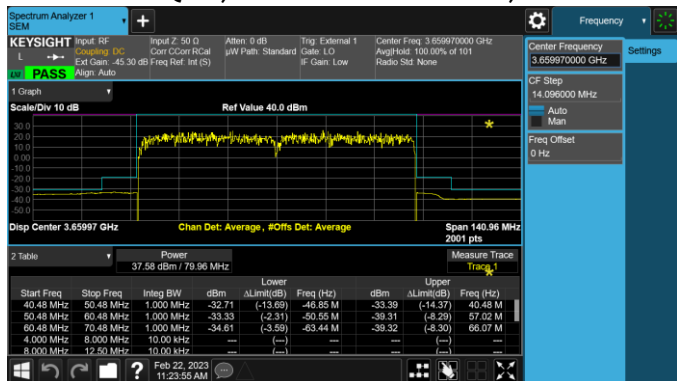 Spectrum Analyzer 1
SEM
Frequency
KEYSIGHT Input: RF Input Z: 50 Ω Atten: 0 dB Trig: External 1 Center Freq: 3.659970000 GHz
L Coupling: DC Corr CCorr RCal µW Path: Standard Gate: LO Avg|Hold: 100.00% of 101
Ext Gain: -45.30 dB Freq Ref: Int (S) IF Gain: Low Radio Std: None
PASS Align: Auto
Center Frequency
3.659970000 GHz
Settings
CF Step
14.096000 MHz
Auto
Man
Freq Offset
0 Hz
1 Graph
Scale/Div 10 dB Ref Value 40.0 dBm
30.0
20.0
10.0
0.00
-10.0
-20.0
-30.0
-40.0
-50.0
Disp Center 3.65997 GHz Chan Det: Average, #Offs Det: Average Span 140.96 MHz
2001 pts
2 Table Power Measure Trace
37.58 dBm / 79.96 MHz Trace 1
Lower Upper
Start Freq Stop Freq Integ BW dBm ΔLimit(dB) Freq (Hz) dBm ΔLimit(dB) Freq (Hz)
40.48 MHz 50.48 MHz 1.000 MHz -32.71 (-13.69) -46.85 M -33.39 (-14.37) 40.48 M
50.48 MHz 60.48 MHz 1.000 MHz -33.33 (-2.31) -50.55 M -39.31 (-8.29) 57.02 M
60.48 MHz 70.48 MHz 1.000 MHz -34.61 (-3.59) -63.44 M -39.32 (-8.30) 66.07 M
4.000 MHz 8.000 MHz 10.00 kHz --- (---) --- (---)
8.000 MHz 12.50 MHz 10.00 kHz --- (---) --- (---)
Feb 22, 2023
11:23:55 AM